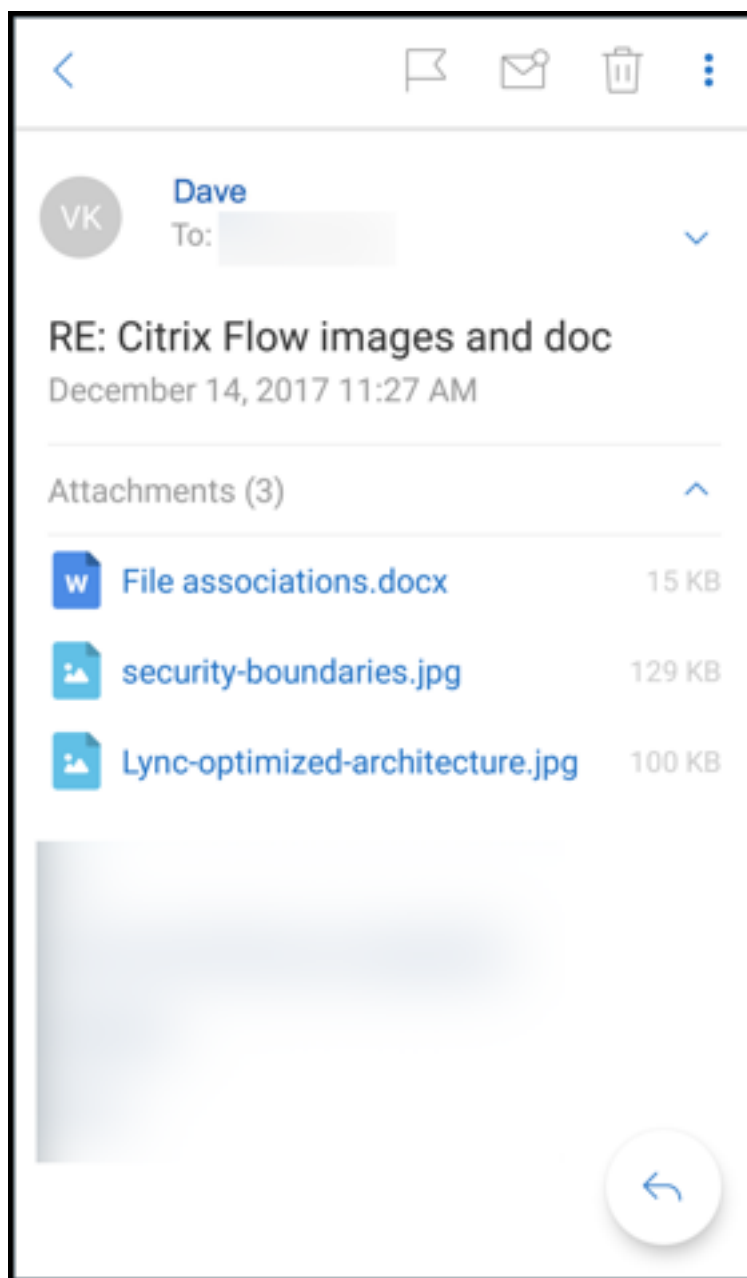 VK
Dave
To:
RE: Citrix Flow images and doc
December 14, 2017 11:27 AM
Attachments (3)
W File associations.docx 15 KB
security-boundaries.jpg 129 KB
Lync-optimized-architecture.jpg 100 KB